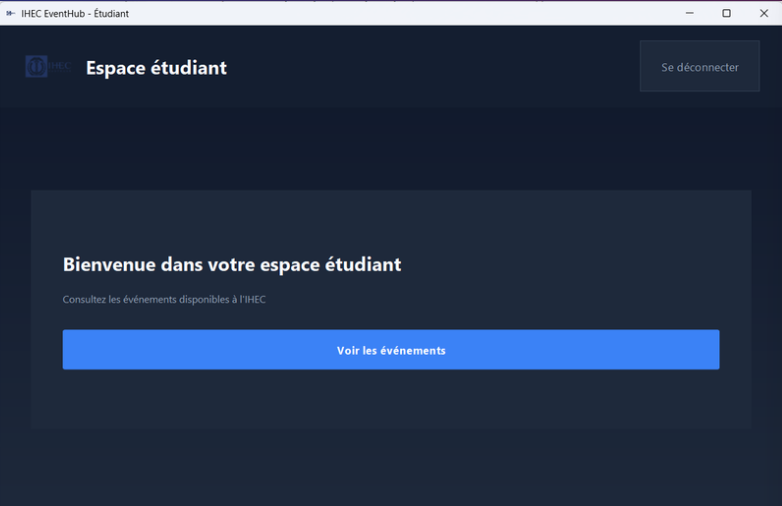 IHEC EventHub - Étudiant
IHEC
Espace étudiant
Se déconnecter
Bienvenue dans votre espace étudiant
Consultez les événements disponibles à l'IHEC
Voir les événements